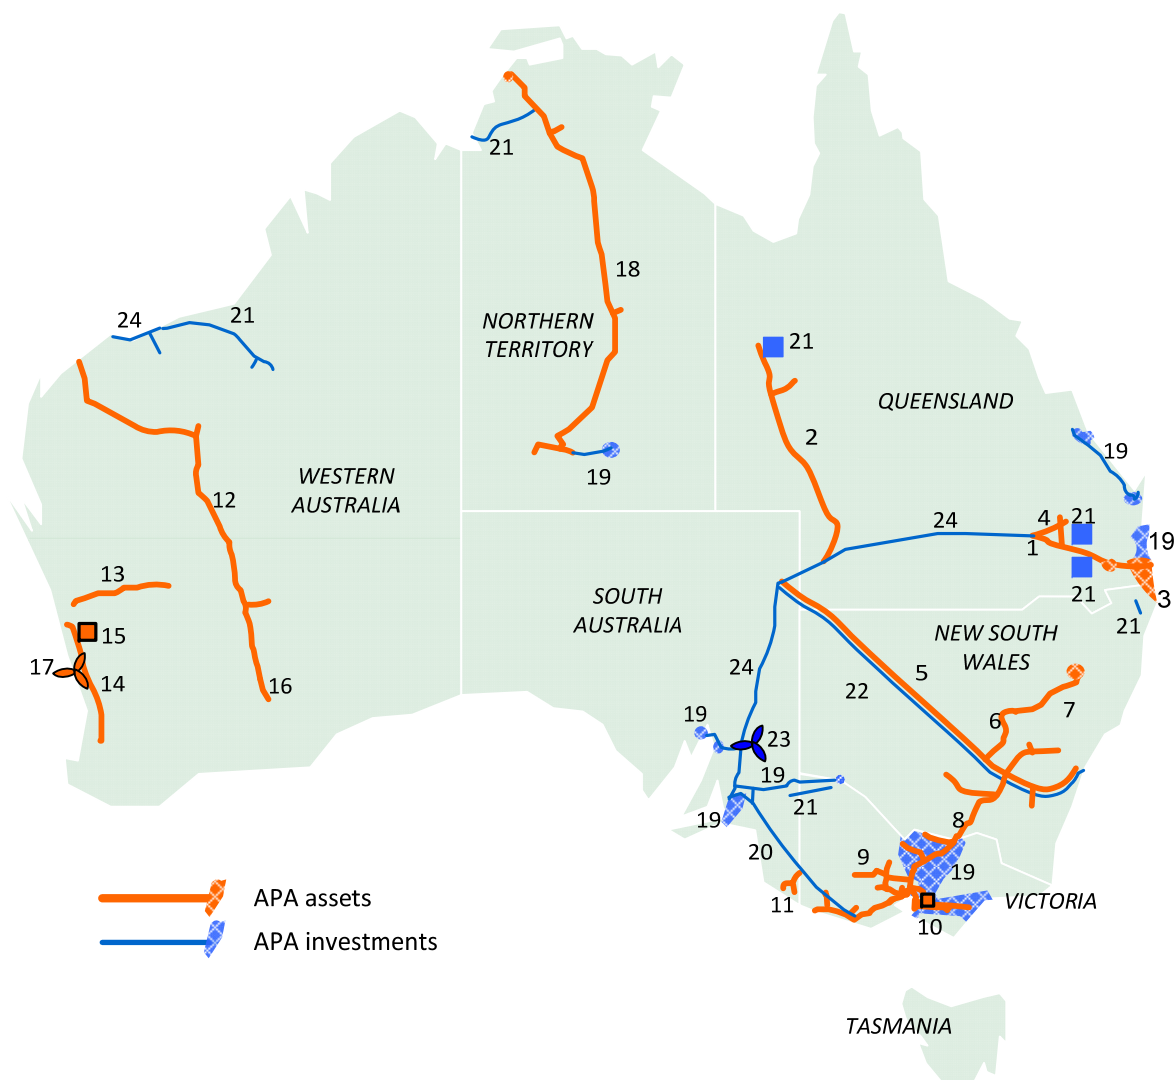 21
18
24
21
NORTHERN
TERRITORY
21
QUEENSLAND
2
19
WESTERN
AUSTRALIA
19
12
24
4
21
1
19
13
21
3
SOUTH
AUSTRALIA
21
15
NEW SOUTH
WALES
17
14
16
24
5
22
7
19
6
23
19
21
19
8
20
9
19
11
10
VICTORIA
APA assets
APA investments
TASMANIA